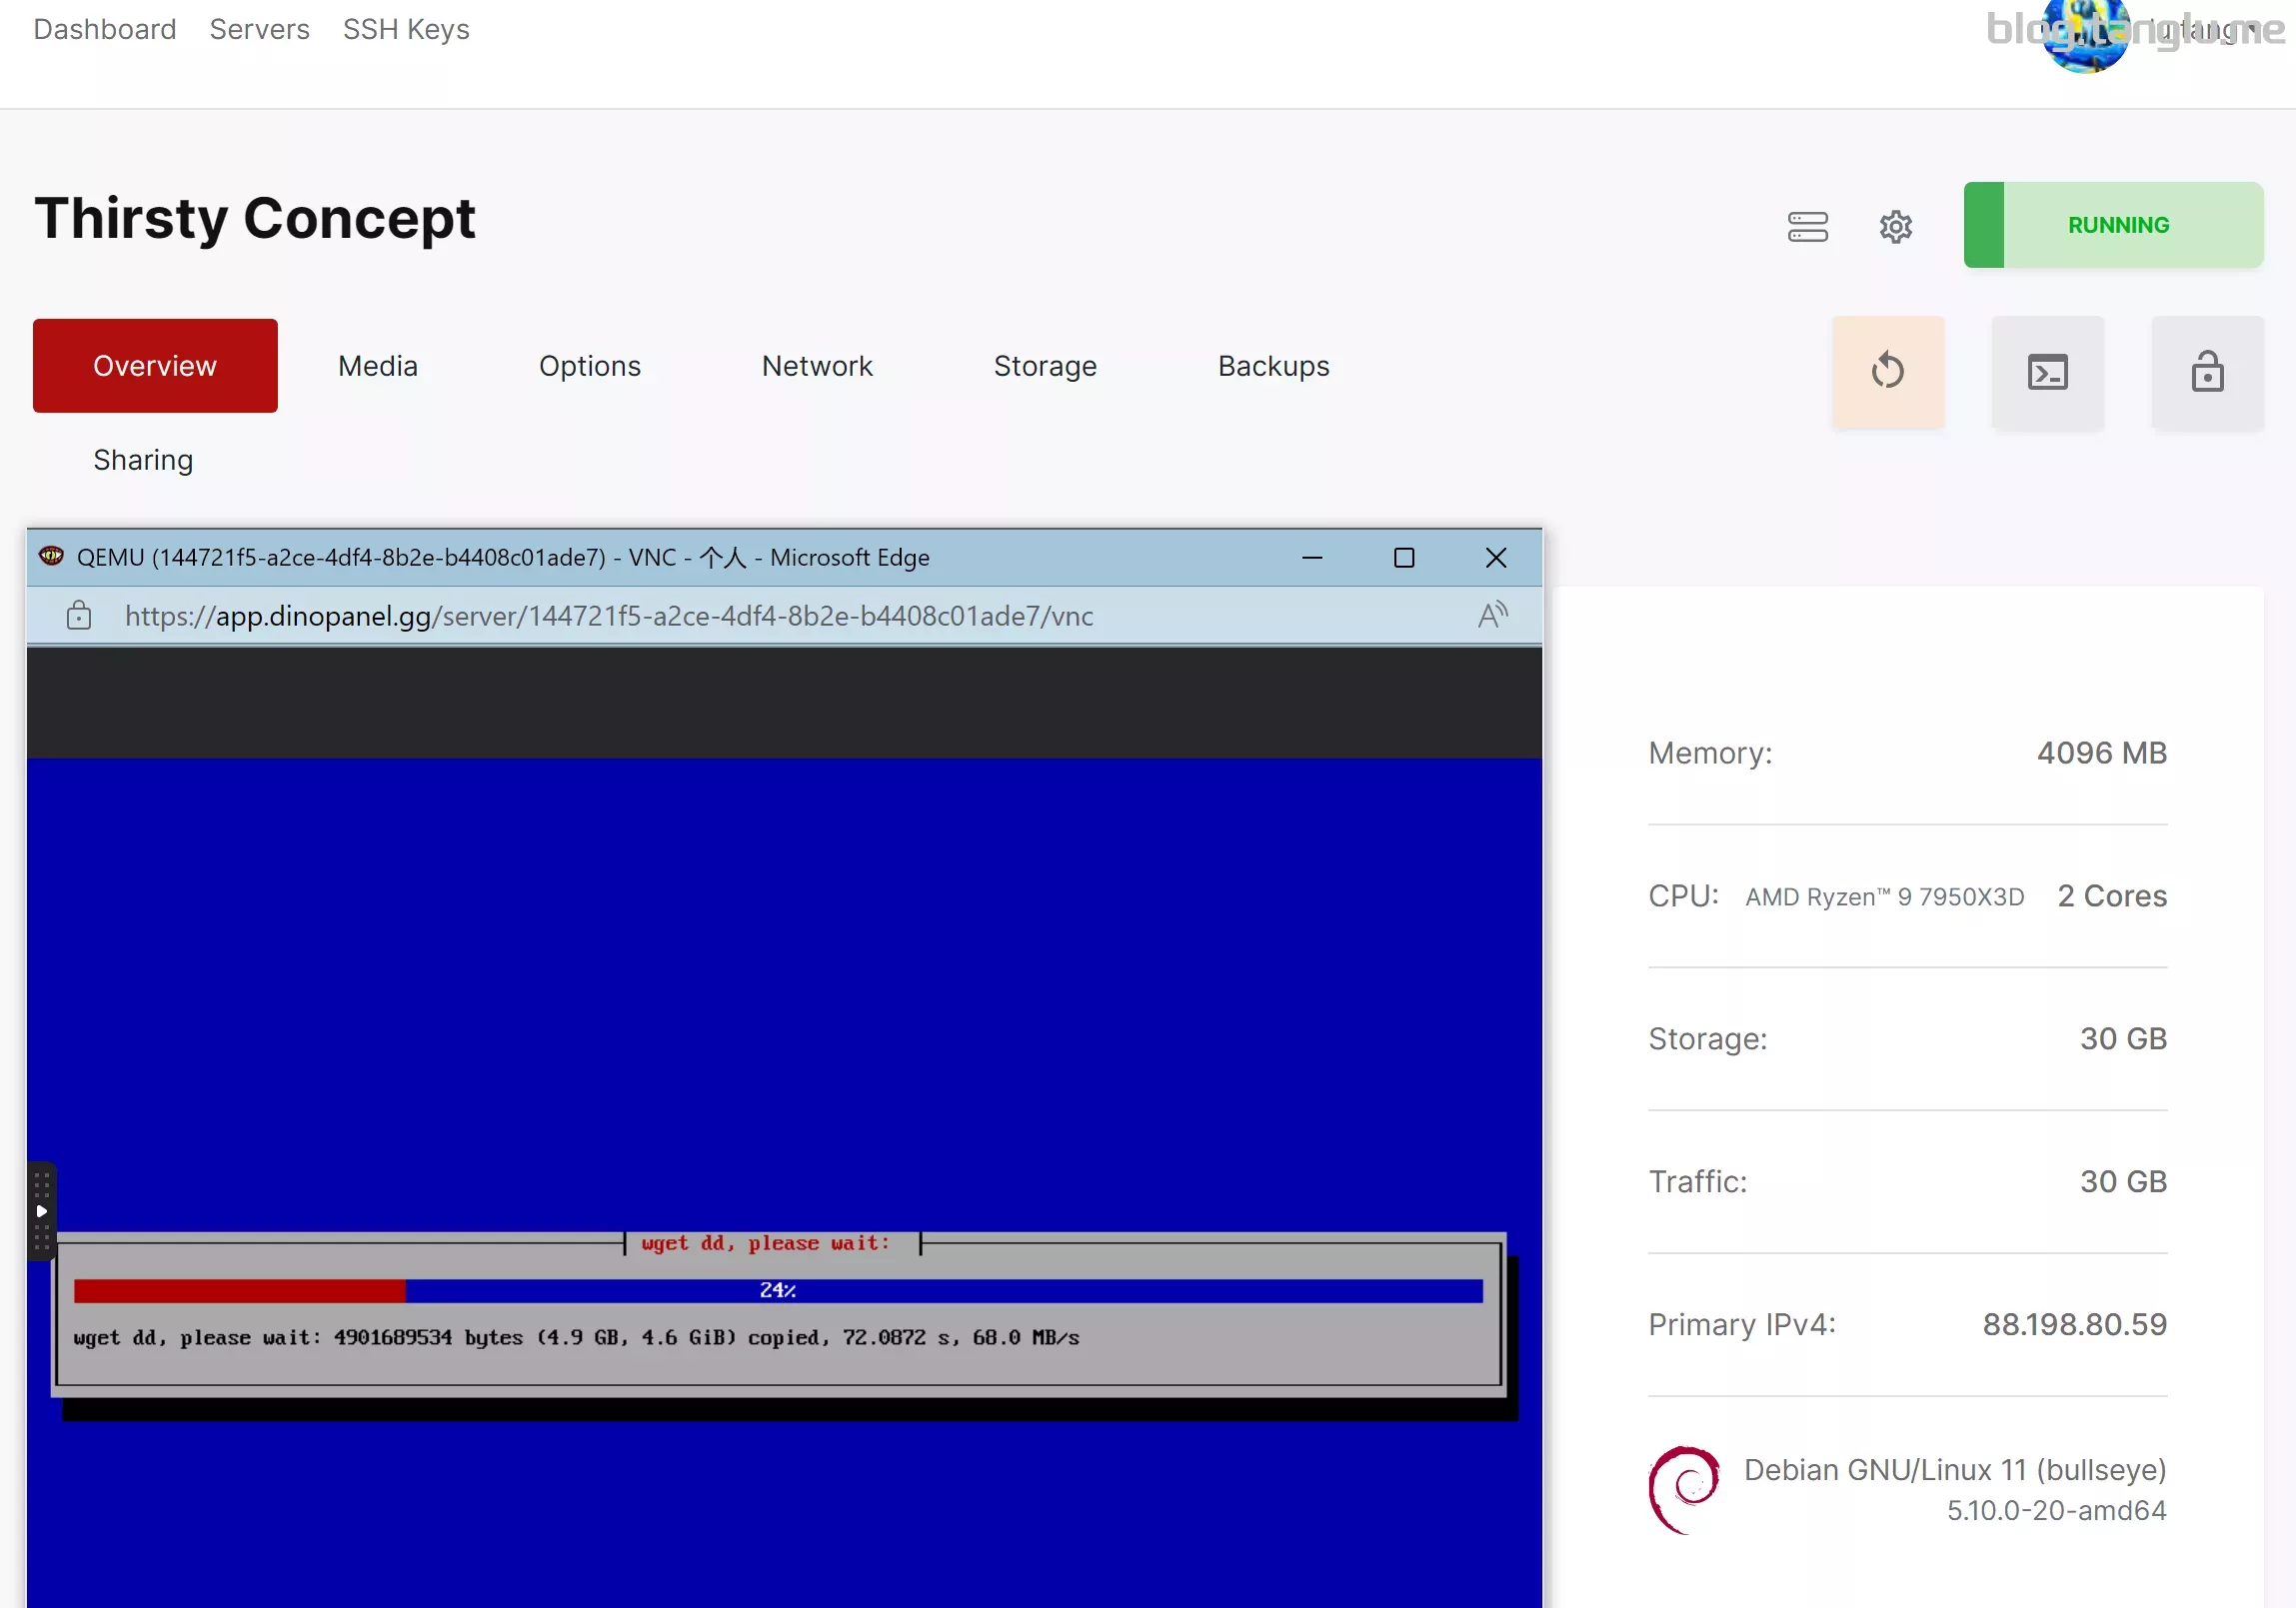 Dashboard Servers SSH Keys
blog.tanglu.me
Thirsty Concept
RUNNING
Overview Media Options Network Storage Backups
Sharing
QEMU (144721f5-a2ce-4df4-8b2e-b4408c01ade7) - VNC - 个人 - Microsoft Edge
https://app.dinopanel.gg/server/144721f5-a2ce-4df4-8b2e-b4408c01ade7/vnc
wget dd, please wait:
24%
wget dd, please wait: 4901689534 bytes (4.9 GB, 4.6 GiB) copied, 72.0872 s, 68.0 MB/s
Memory: 4096 MB
CPU: AMD Ryzen™ 9 7950X3D 2 Cores
Storage: 30 GB
Traffic: 30 GB
Primary IPv4: 88.198.80.59
Debian GNU/Linux 11 (bullseye)
5.10.0-20-amd64